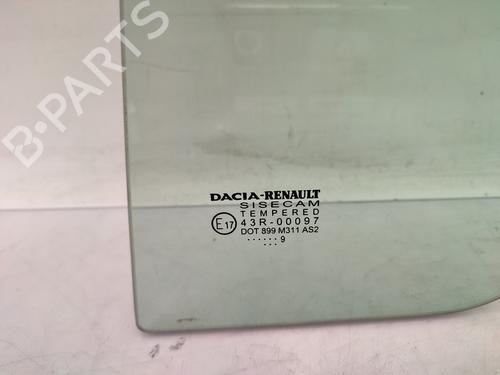 B-PARTS
DACIA-RENAULT
SISECAM
TEMPERED
E17 43R-00097
DOT 899 M311 AS2
...... 9